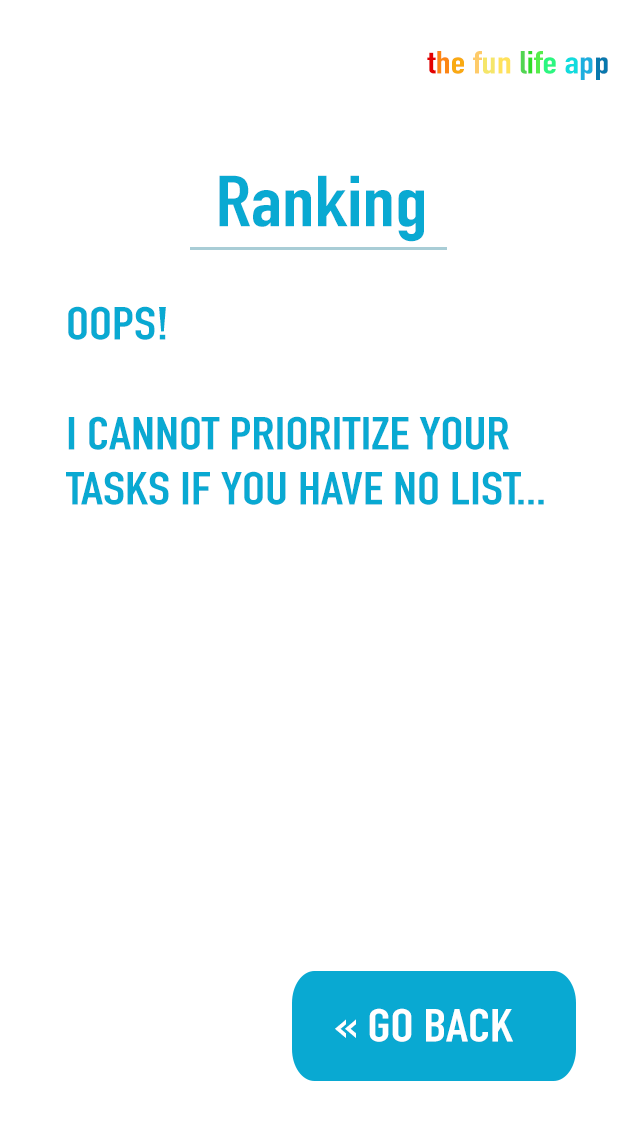 the fun life app
Ranking
OOPS!
I CANNOT PRIORITIZE YOUR
TASKS IF YOU HAVE NO LIST...
« GO BACK